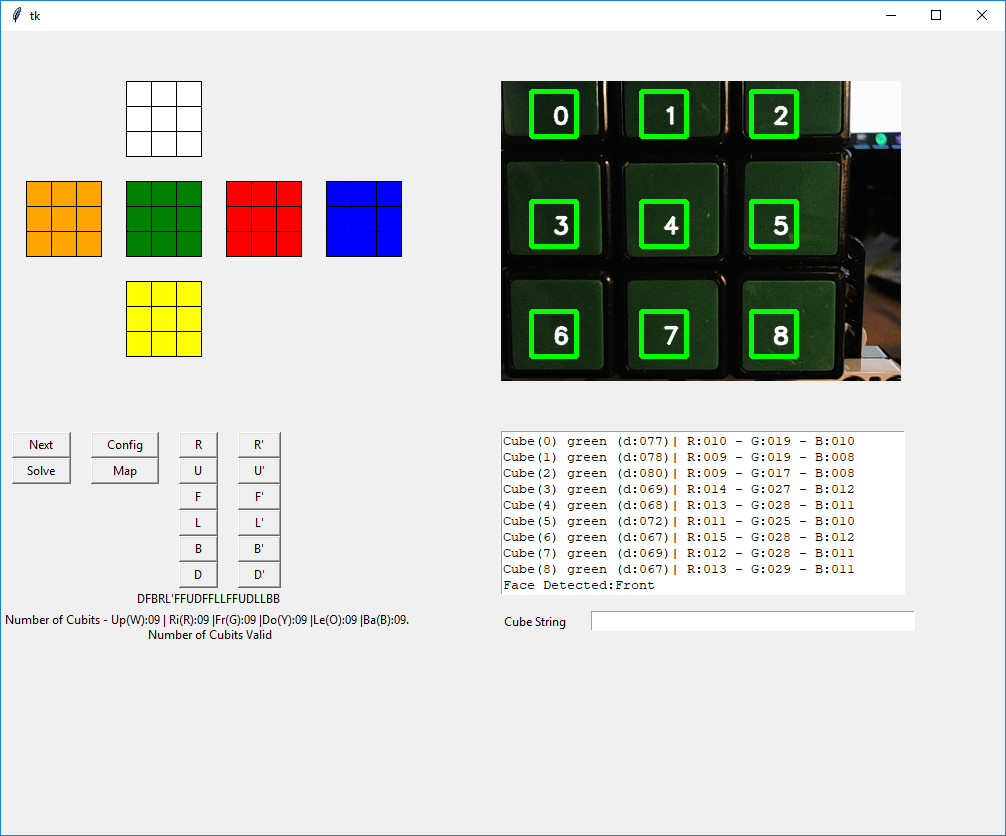 tk
0 1 2
3 4 5
6 7 8
Next Config R R'
Solve Map U U'
F F'
L L'
B B'
D D'
DFBRL'FFUDFFLLFFUDLLBB
Number of Cubits - Up(W):09 | Ri(R):09 |Fr(G):09 |Do(Y):09 |Le(O):09 |Ba(B):09.
Number of Cubits Valid
Cube(0) green (d:077)| R:010 - G:019 - B:010
Cube(1) green (d:078)| R:009 - G:019 - B:008
Cube(2) green (d:080)| R:009 - G:017 - B:008
Cube(3) green (d:069)| R:014 - G:027 - B:012
Cube(4) green (d:068)| R:013 - G:028 - B:011
Cube(5) green (d:072)| R:011 - G:025 - B:010
Cube(6) green (d:067)| R:015 - G:028 - B:012
Cube(7) green (d:069)| R:012 - G:028 - B:011
Cube(8) green (d:067)| R:013 - G:029 - B:011
Face Detected:Front
Cube String